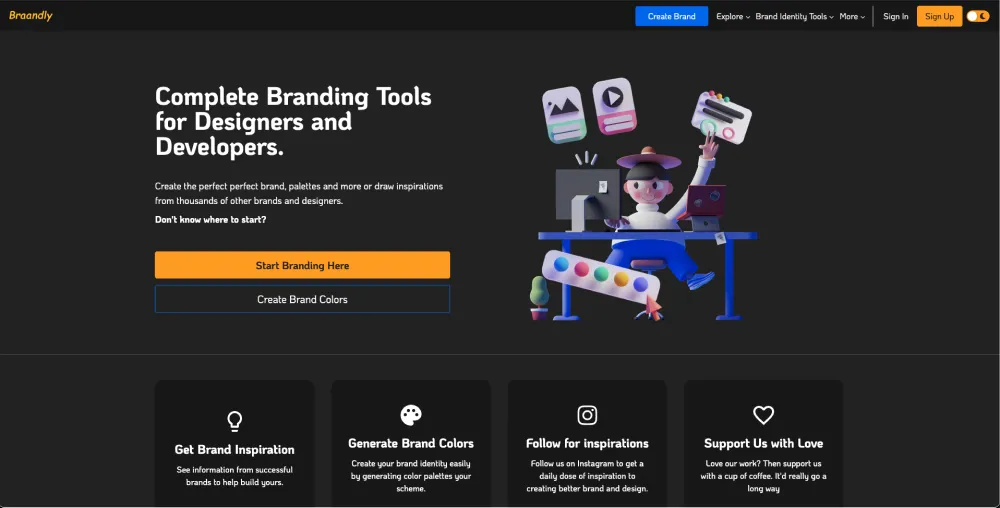 Braandly
Create Brand
Explore
Brand Identity Tools
More
Sign In
Sign Up
Complete Branding Tools
for Designers and
Developers.
Create the perfect perfect brand, palettes and more or draw inspirations
from thousands of other brands and designers.
Don't know where to start?
Start Branding Here
Create Brand Colors
Get Brand Inspiration
See information from successful
brands to help build yours.
Generate Brand Colors
Create your brand identity easily
by generating color palettes your
scheme.
Follow for inspirations
Follow us on Instagram to get a
daily dose of inspiration to
creating better brand and design.
Support Us with Love
Love our work? Then support us
with a cup of coffee. It'd really go a
long way